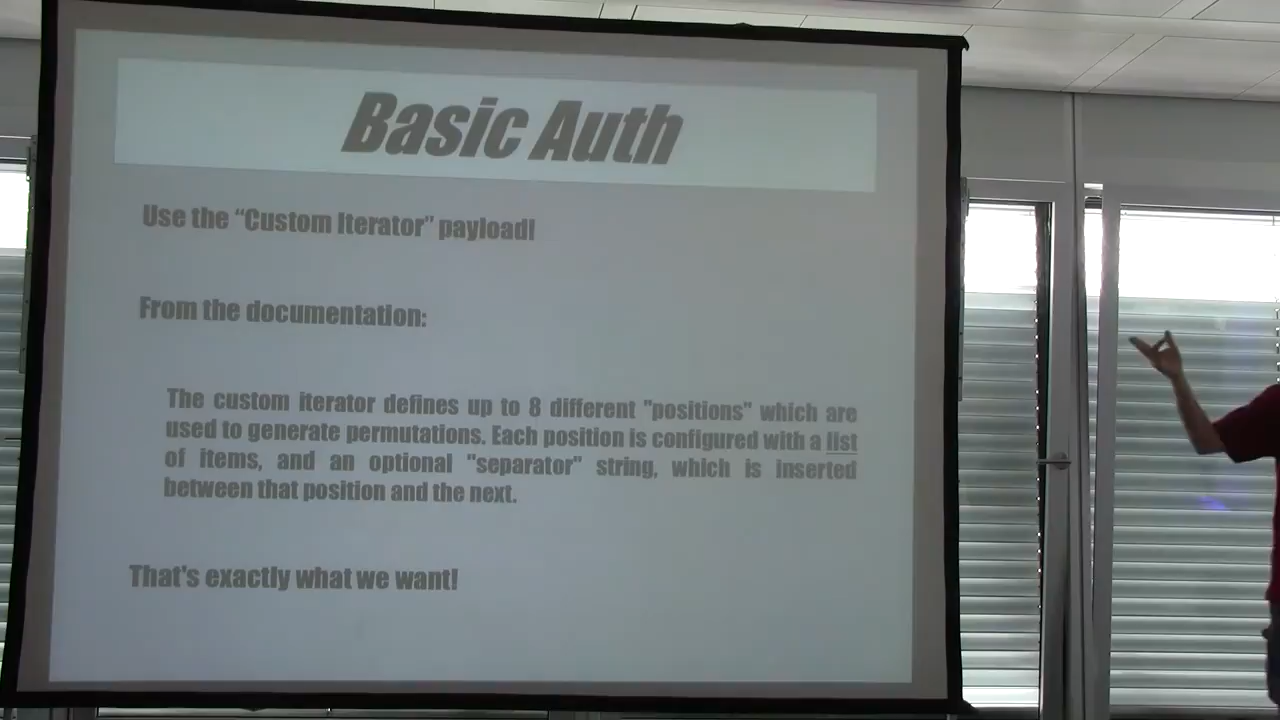 Basic Auth
Use the “Custom Iterator” payload!
From the documentation:
The custom iterator defines up to 8 different "positions" which are
used to generate permutations. Each position is configured with a list
of items, and an optional "separator" string, which is inserted
between that position and the next.
That's exactly what we want!